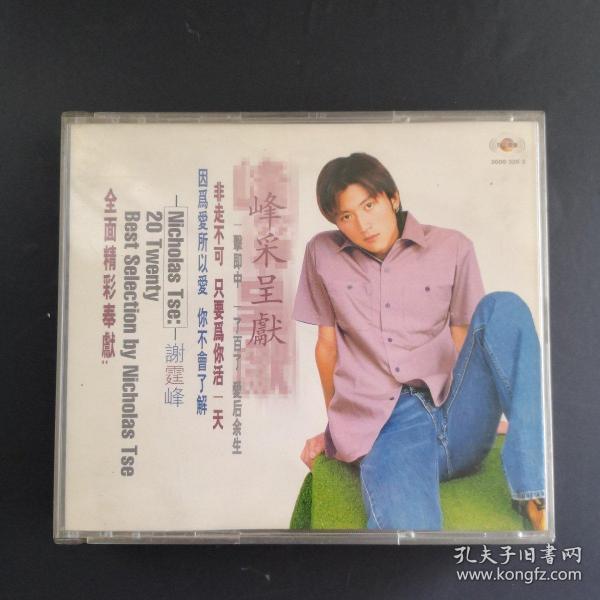 峰采呈獻
一擊即中 一了百了 愛后余生
非走不可 只要爲你活一天
因爲愛所以愛 你不會了解
—Nicholas Tse:—謝霆峰
20 Twenty
Best Selection by Nicholas Tse
全面精彩奉獻"
孔夫子旧书网
www.kongfz.com